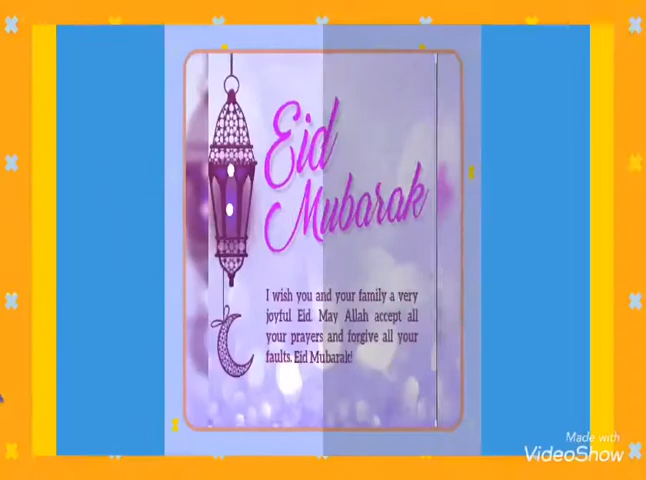 Eid
Mubarak
I wish you and your family a very
joyful Eid. May Allah accept all
your prayers and forgive all your
faults. Eid Mubarak!
Made with
VideoShow